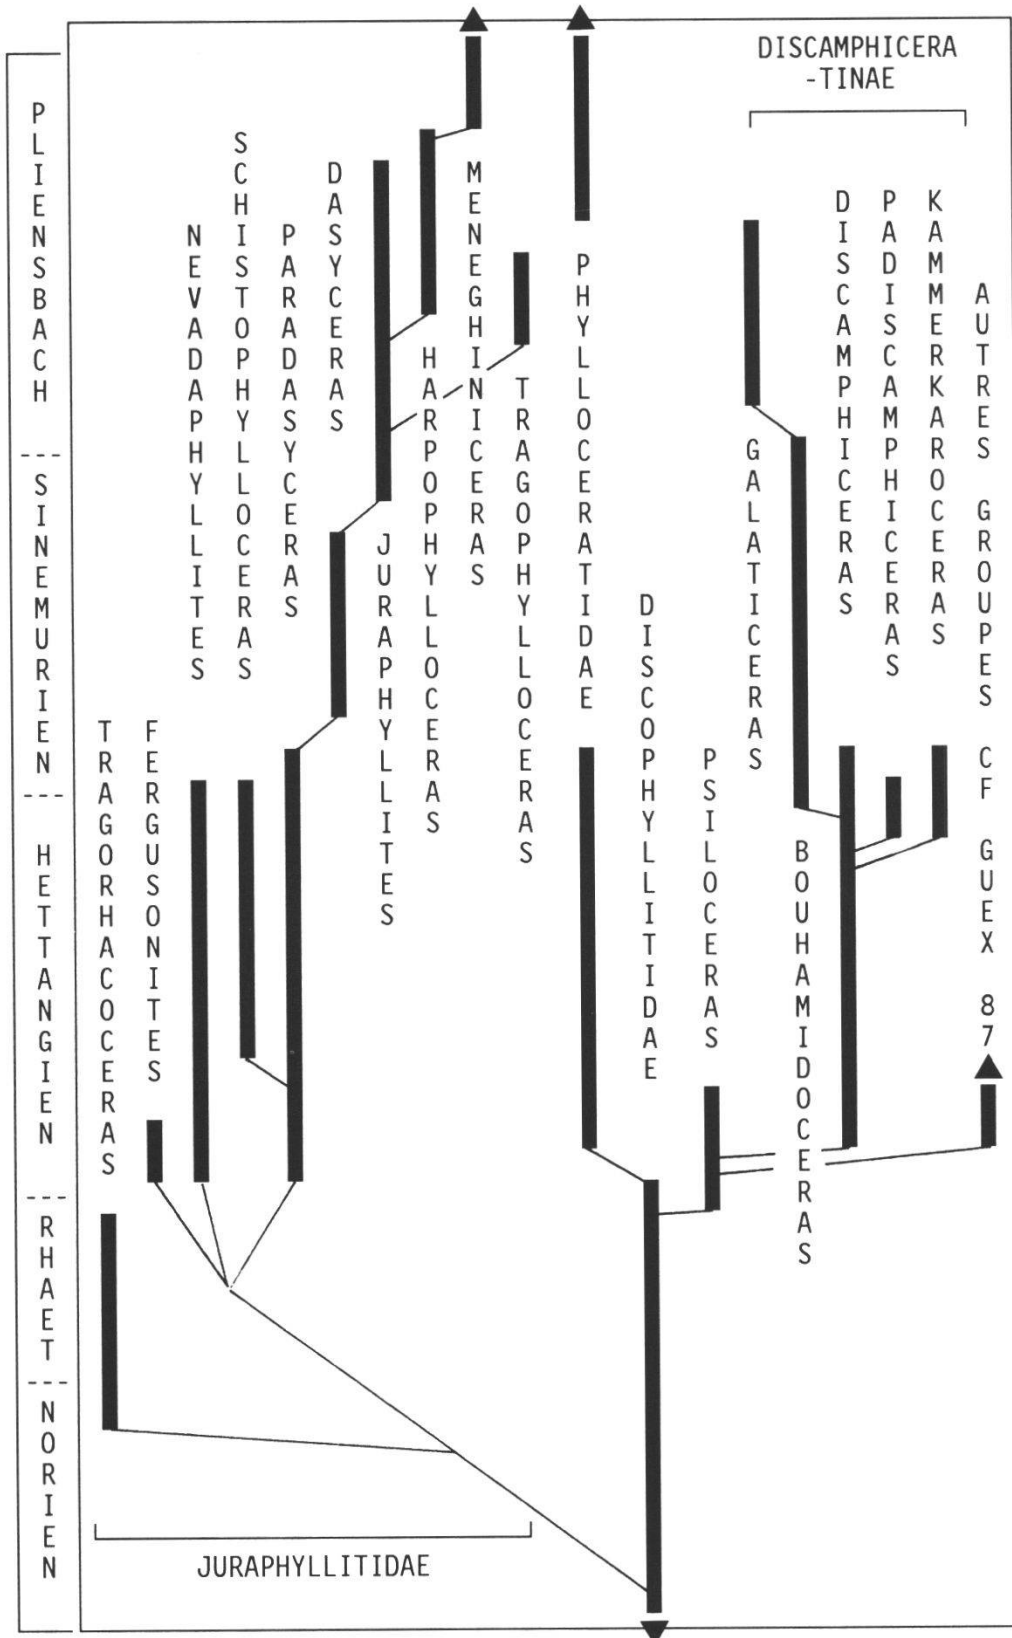 DISCAMPHICERA
-TINAE
PLIENSBACH
SINEMURIEN
HETTANGIEN
RHAET
NORIEN
TRAGORHACOCERAS
FERGUSONITES
NEVADAPHYLLITES
SCHISTOPHYLLOCERAS
PARADASYCERAS
DASYCERAS
JURAPHYLLITES
HARPOPHYLLOCERAS
MENEGHINICERAS
TRAGOPHYLLOCERAS
PHYLLOCERATIDAE
DISCOPHYLLITIDAE
PSILOCERAS
GALATICERAS
BOUHAMIDOCERAS
DISCAMPHICERAS
PADISCAMPHICERAS
KAMMERKAROCERAS
AUTRES GROUPES CF GUEX 87
JURAPHYLLITIDAE